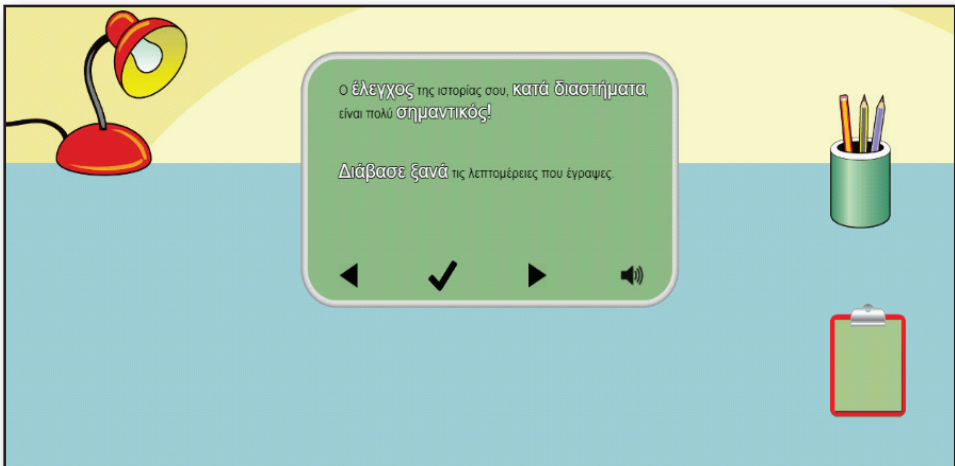 Ο έλεγχος της ιστορίας σου, κατά διαστήματα,
είναι πολύ σημαντικός!
Διάβασε ξανά τις λεπτομέρειες που έγραψες.